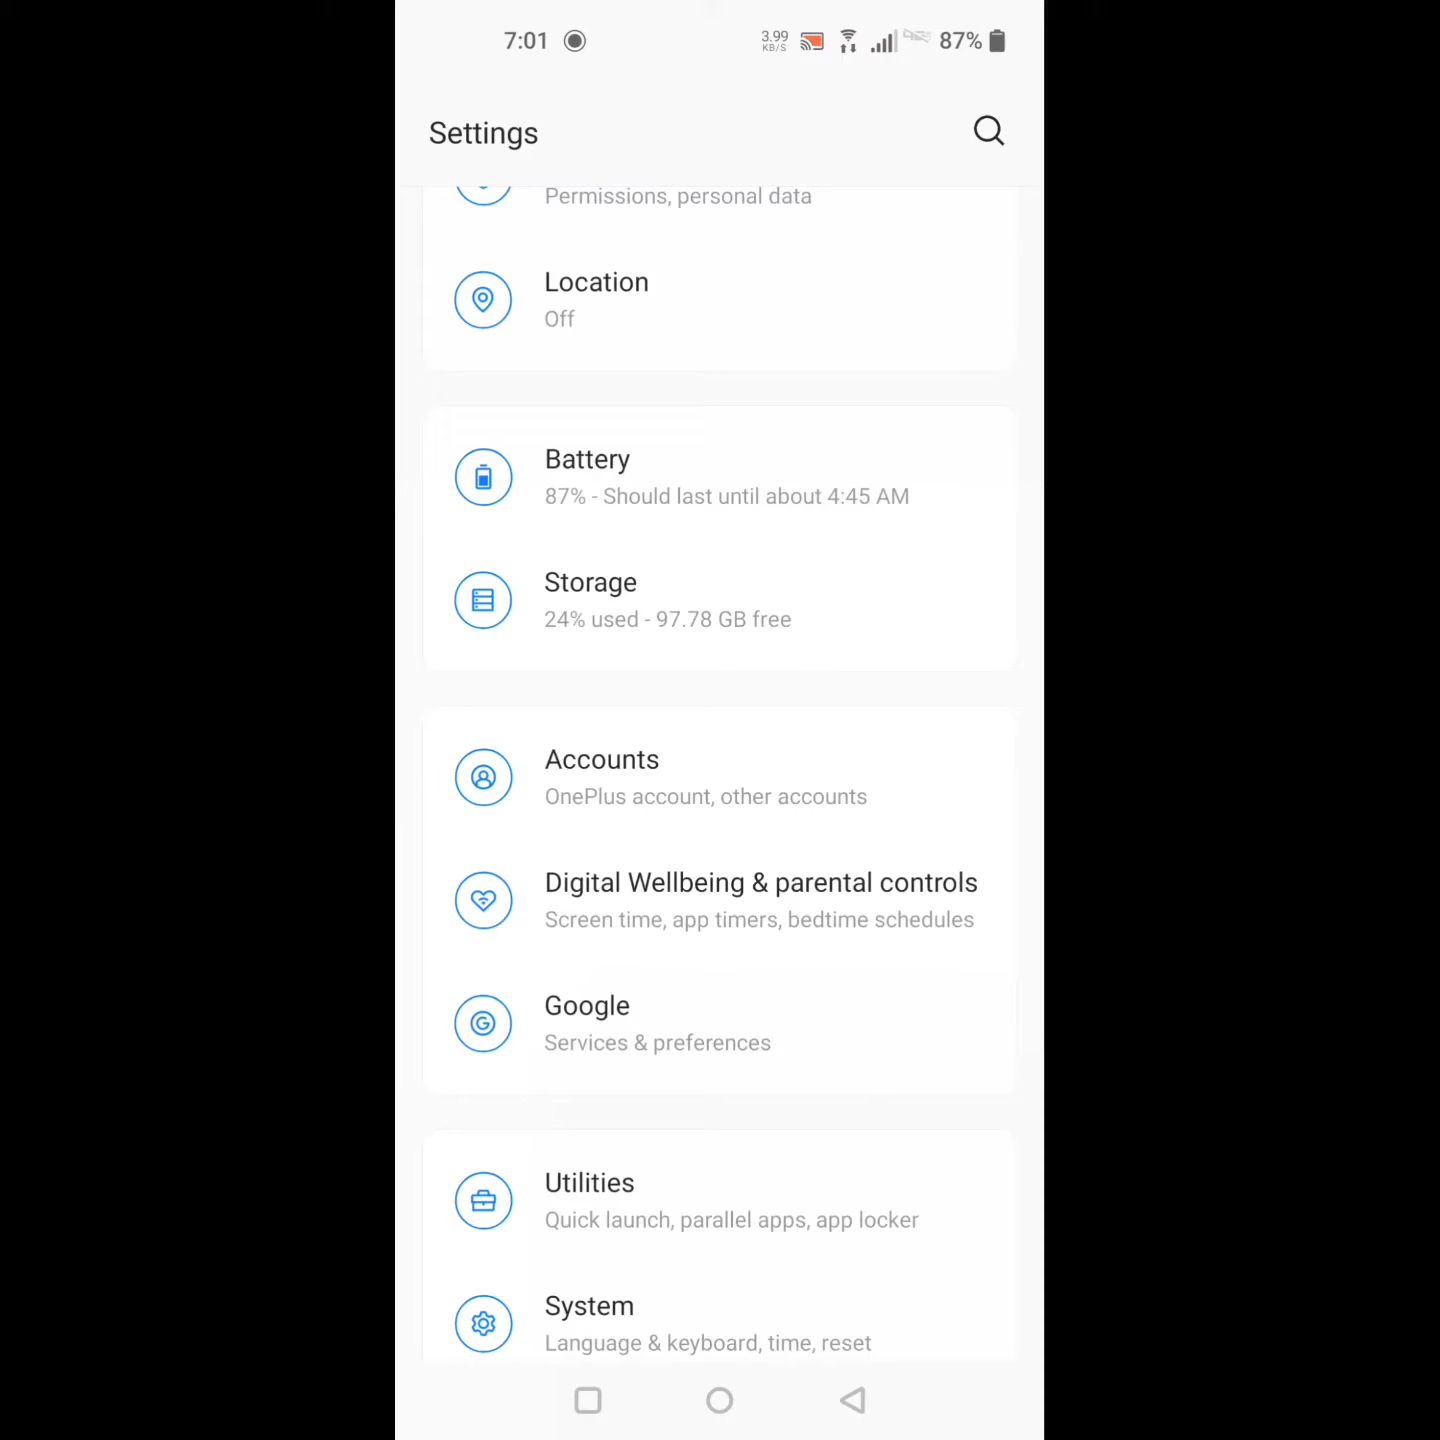 7:01
3.99
KB/S
87%
Settings
Permissions, personal data
Location
Off
Battery
87% - Should last until about 4:45 AM
Storage
24% used - 97.78 GB free
Accounts
OnePlus account, other accounts
Digital Wellbeing & parental controls
Screen time, app timers, bedtime schedules
Google
Services & preferences
Utilities
Quick launch, parallel apps, app locker
System
Language & keyboard, time, reset